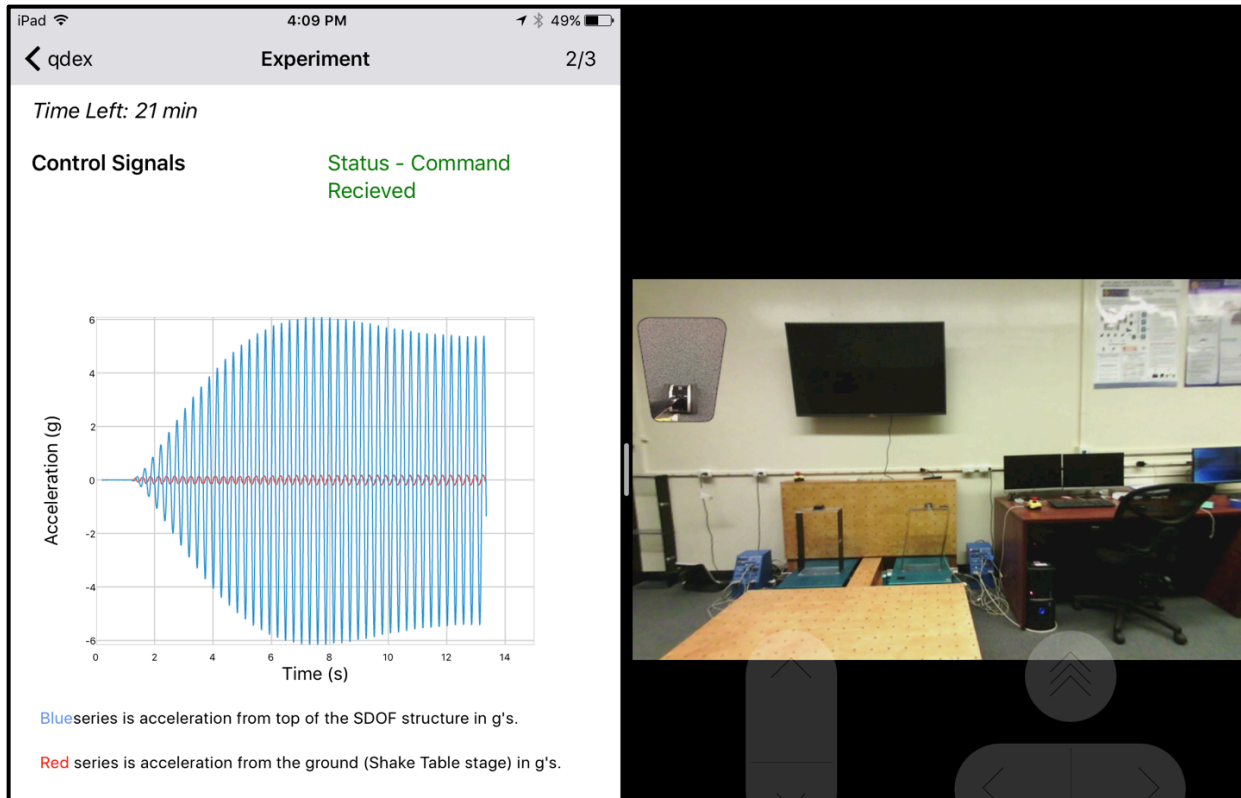 iPad 4:09 PM 49%
qdex Experiment 2/3
Time Left: 21 min
Control Signals
Status - Command
Recieved
Acceleration (g)
6
4
2
0
-2
-4
-6
0 2 4 6 8 10 12 14
Time (s)
Blueseries is acceleration from top of the SDOF structure in g's.
Red series is acceleration from the ground (Shake Table stage) in g's.